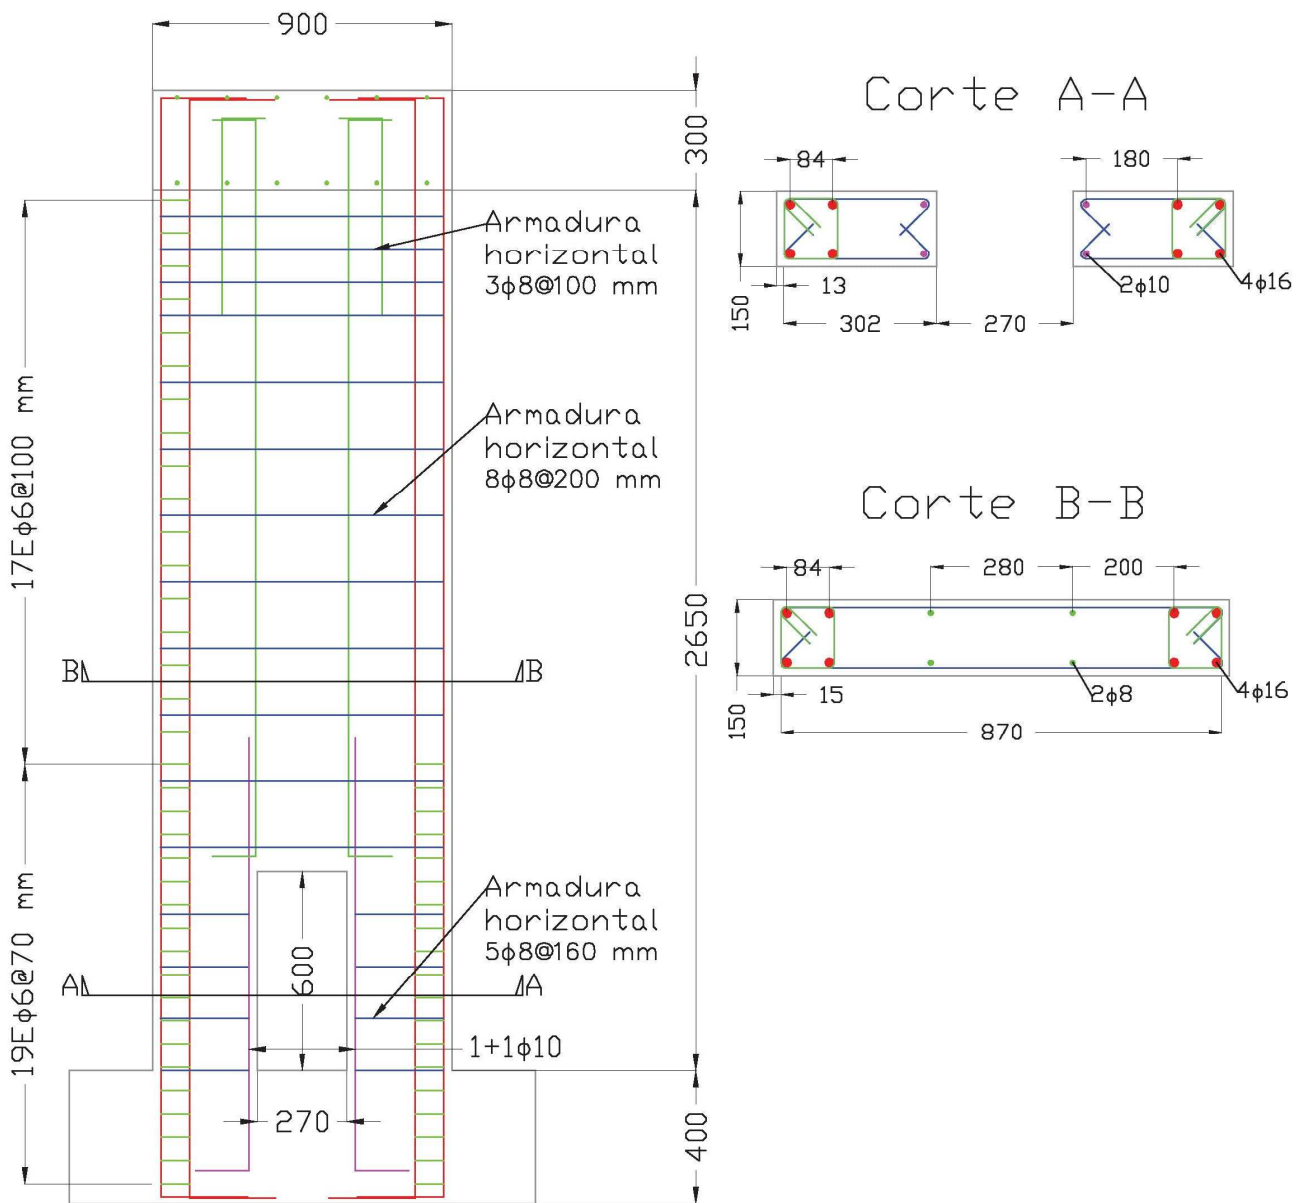 900
300
Armadura
horizontal
3ϕ8@100 mm
17Eϕ6@100 mm
Armadura
horizontal
8ϕ8@200 mm
2650
B
B
19Eϕ6@70 mm
Armadura
horizontal
5ϕ8@160 mm
600
A
A
1+1ϕ10
270
400
Corte A-A
84
180
150
13
2ϕ10
4ϕ16
302
270
Corte B-B
84
280
200
150
15
2ϕ8
4ϕ16
870